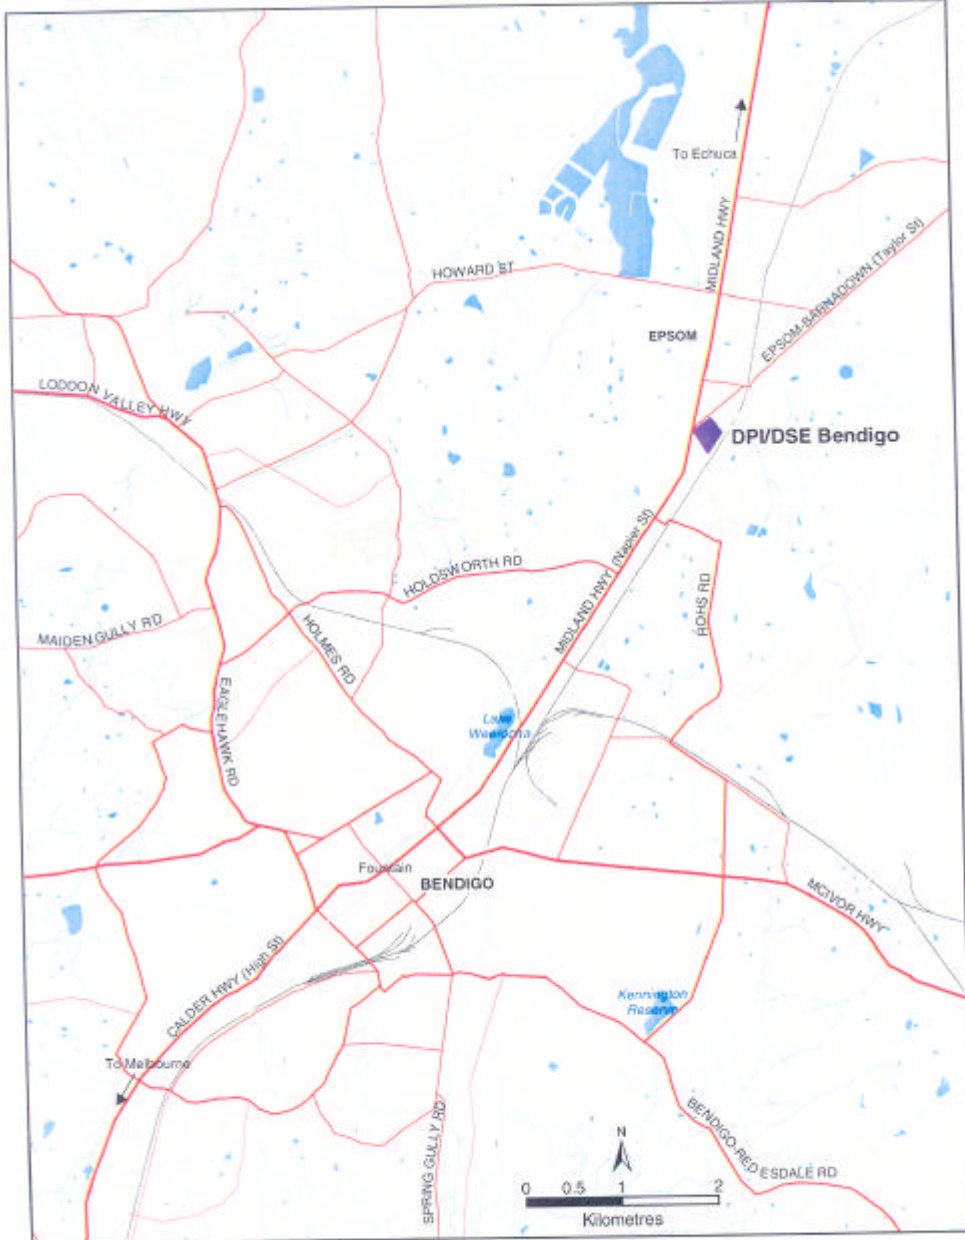 To Echuca
MIDLAND HWY
HOWARD ST
EPSOM-BARNADOWN (Taylor St)
EPSOM
LODDON VALLEY HWY
DPI/DSE Bendigo
MIDLAND HWY (Napier St)
HOLDSWORTH RD
ROHS RD
MAIDEN GULLY RD
HOLMES RD
EAGLEHAWK RD
Lake
Weeroona
Fountain
BENDIGO
MCIVOR HWY
CALDER HWY (High St)
Kennington
Reserve
To Melbourne
SPRING GULLY RD
BENDIGO-REDESDALE RD
N
0 0.5 1 2
Kilometres